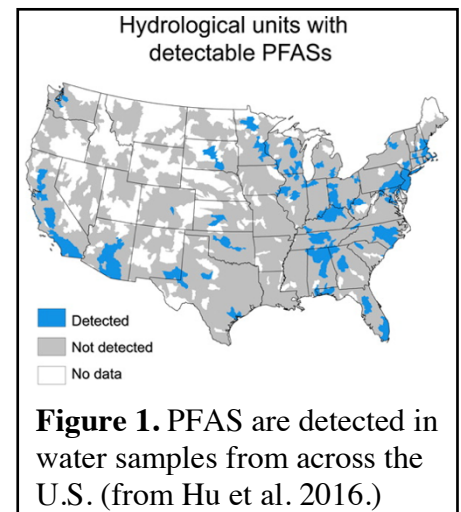 Hydrological units with
detectable PFASs
Detected
Not detected
No data
Figure 1. PFAS are detected in
water samples from across the
U.S. (from Hu et al. 2016.)